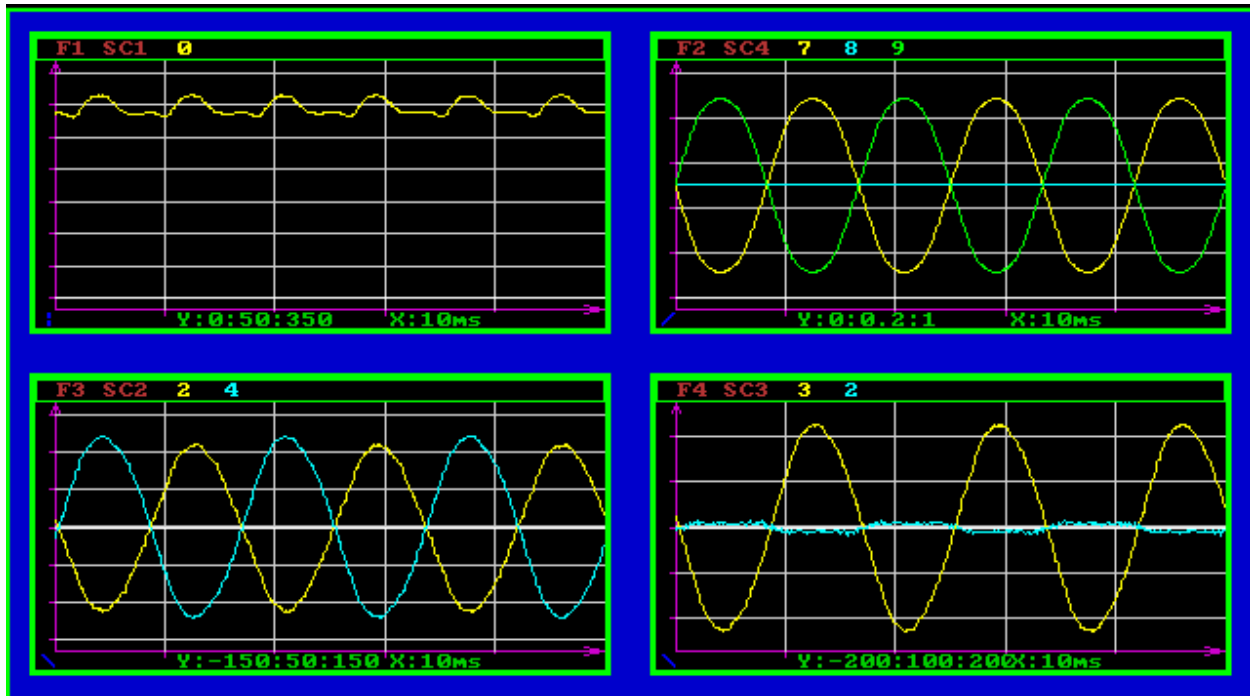 F1 SC1 0
Y:0:50:350 X:10ms
F2 SC4 7 8 9
Y:0:0.2:1 X:10ms
F3 SC2 2 4
Y:-150:50:150 X:10ms
F4 SC3 3 2
Y:-200:100:200X:10ms